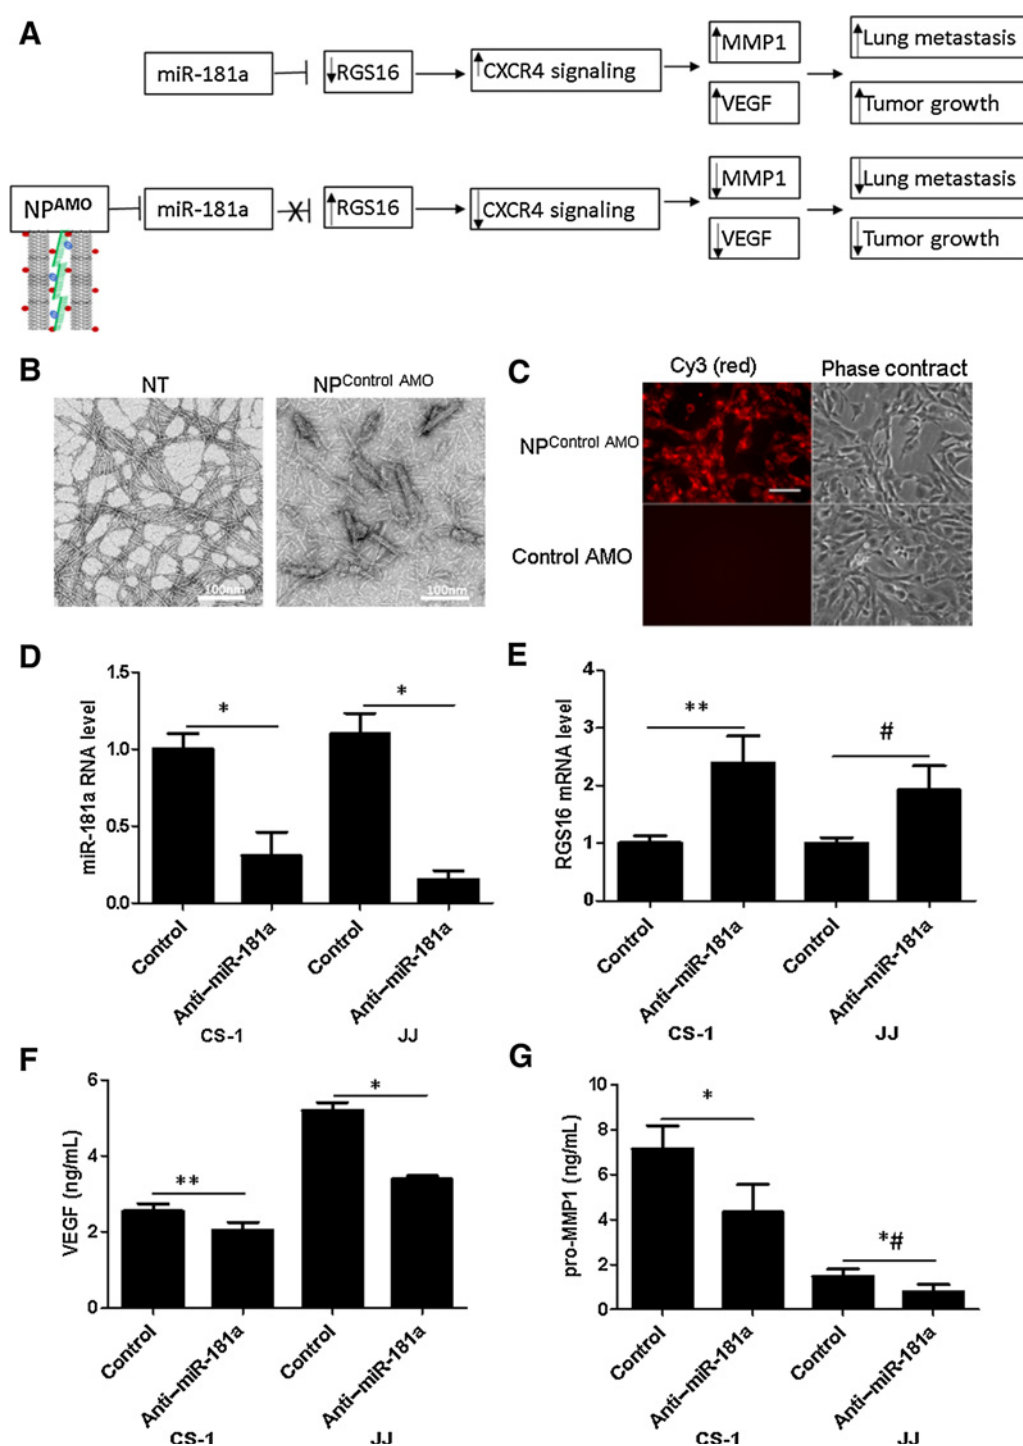 A
miR-181a
RGS16
CXCR4 signaling
MMP1
VEGF
Lung metastasis
Tumor growth
NPAMO
miR-181a
X
RGS16
CXCR4 signaling
MMP1
VEGF
Lung metastasis
Tumor growth
B
NT
NPControl AMO
100nm
100nm
C
Cy3 (red)
Phase contract
NPControl AMO
Control AMO
D
miR-181a RNA level
1.5
1.0
0.5
0.0
*
*
Control
Anti–miR-181a
Control
Anti–miR-181a
CS-1
JJ
E
RGS16 mRNA level
4
3
2
1
0
**
#
Control
Anti–miR-181a
Control
Anti–miR-181a
CS-1
JJ
F
VEGF (ng/mL)
6
4
2
0
**
*
Control
Anti–miR-181a
Control
Anti–miR-181a
CS-1
JJ
G
pro-MMP1 (ng/mL)
10
8
6
4
2
0
*
*#
Control
Anti–miR-181a
Control
Anti–miR-181a
CS-1
JJ